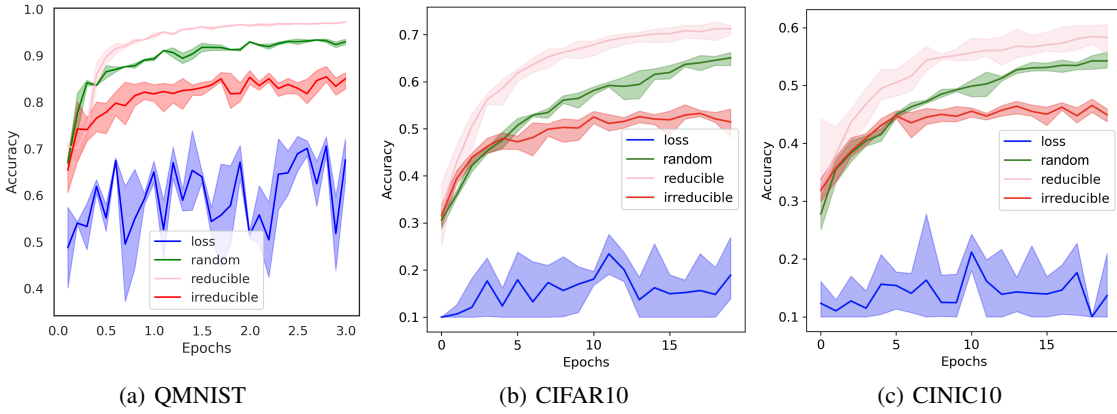 1.0
0.9
0.8
0.7
0.6
0.5
0.4
Accuracy
0.0 0.5 1.0 1.5 2.0 2.5 3.0
Epochs
loss
random
reducible
irreducible
(a) QMNIST
0.7
0.6
0.5
0.4
0.3
0.2
0.1
Accuracy
0 5 10 15
Epochs
loss
random
reducible
irreducible
(b) CIFAR10
0.6
0.5
0.4
0.3
0.2
0.1
Accuracy
0 5 10 15
Epochs
loss
random
reducible
irreducible
(c) CINIC10